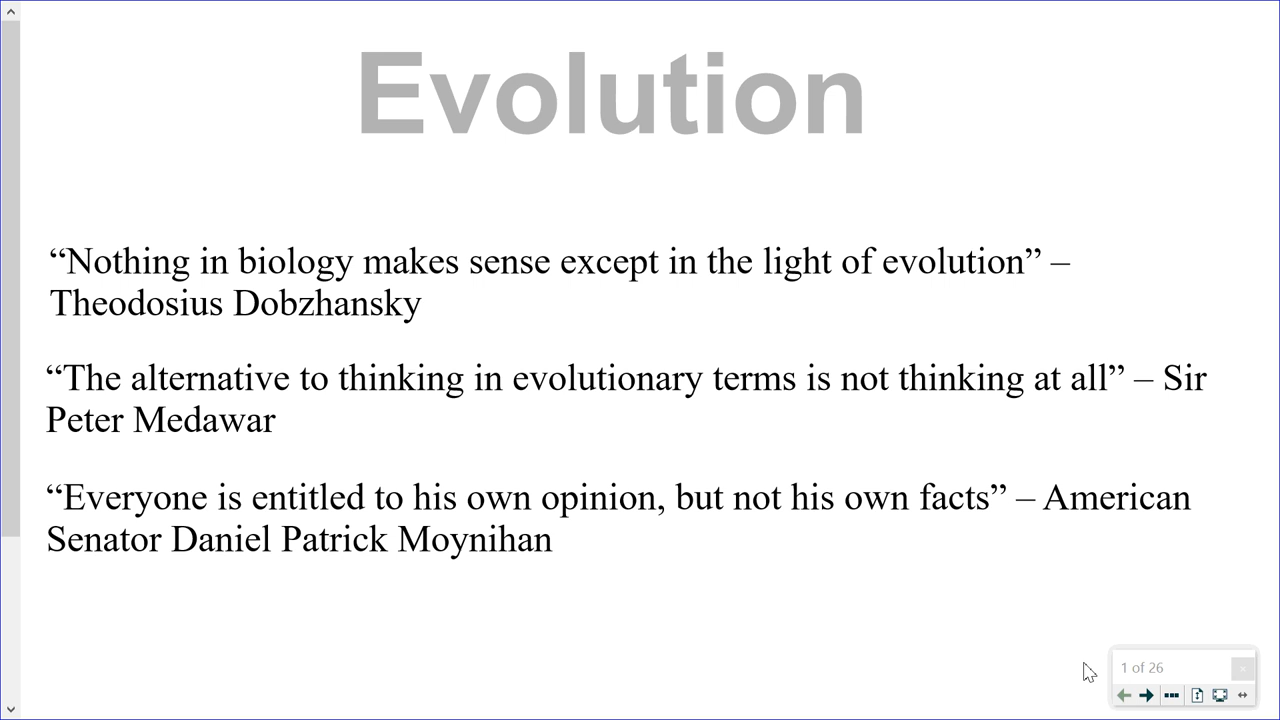 Evolution
“Nothing in biology makes sense except in the light of evolution” –
Theodosius Dobzhansky
“The alternative to thinking in evolutionary terms is not thinking at all” – Sir
Peter Medawar
“Everyone is entitled to his own opinion, but not his own facts” – American
Senator Daniel Patrick Moynihan
1 of 26